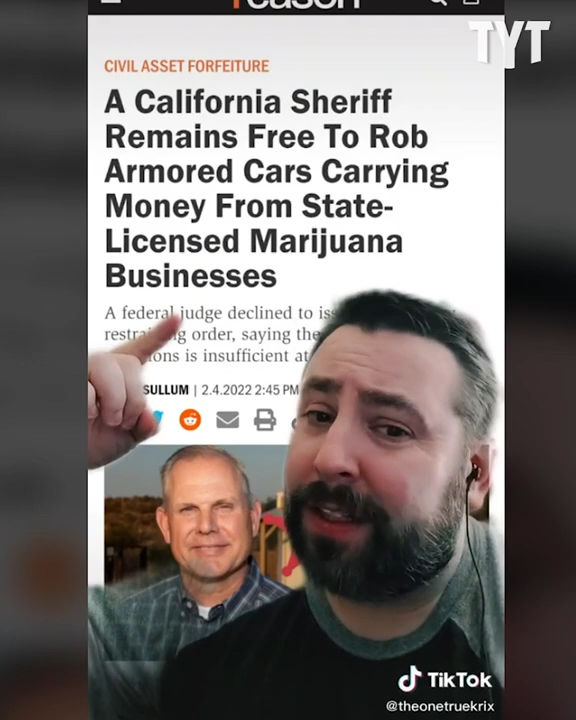 reason
TYT
CIVIL ASSET FORFEITURE
A California Sheriff
Remains Free To Rob
Armored Cars Carrying
Money From State-
Licensed Marijuana
Businesses
A federal judge declined to
order, saying the
is insufficient at
SULLUM | 2.4.2022 2:45 PM
TikTok
@theonetruekrix